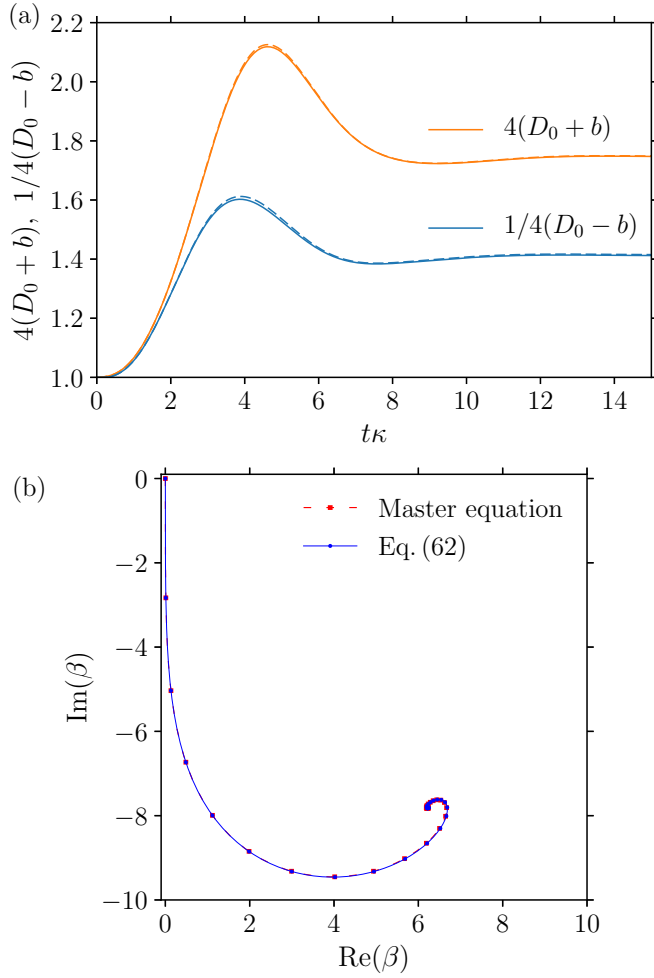 (a)
4(D₀ + b), 1/4(D₀ − b)
2.2
2.0
1.8
1.6
1.4
1.2
1.0
4(D₀ + b)
1/4(D₀ − b)
0 2 4 6 8 10 12 14
tκ
(b)
Im(β)
0
−2
−4
−6
−8
−10
Master equation
Eq. (62)
0 2 4 6 8 10
Re(β)